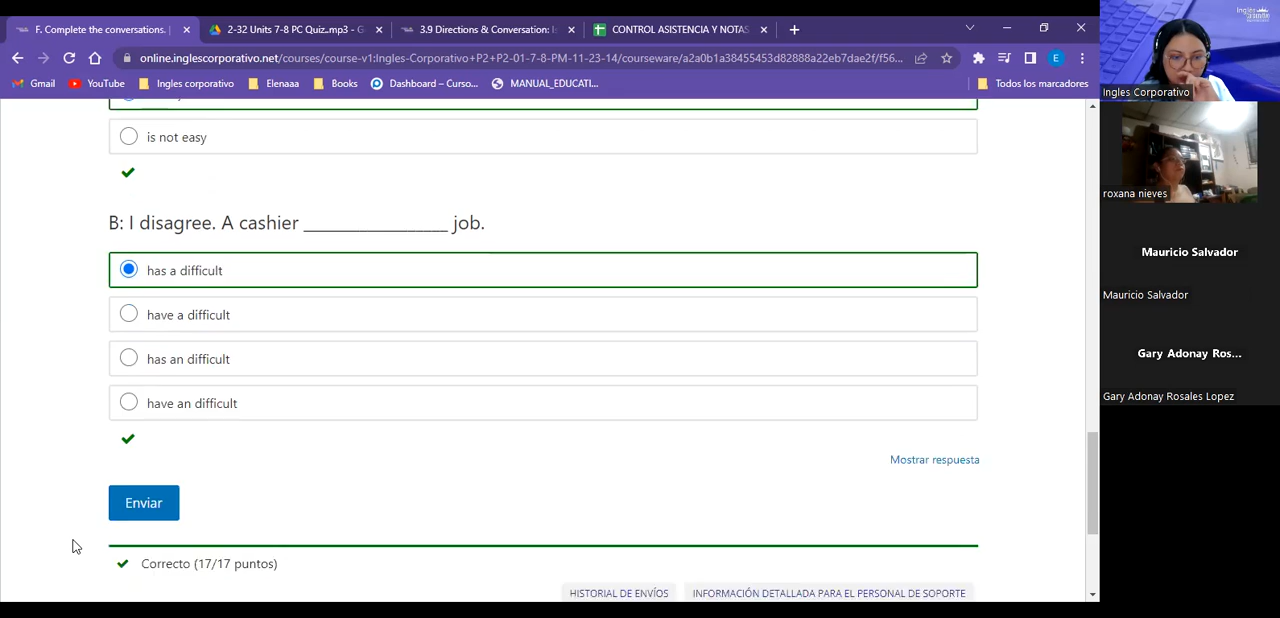 F. Complete the conversations. |
2-32 Units 7-8 PC Quiz..mp3 - G
3.9 Directions & Conversation: Is
CONTROL ASISTENCIA Y NOTAS
online.inglescorporativo.net/courses/course-v1:Ingles-Corporativo+P2+P2-01-7-8-PM-11-23-14/courseware/a2a0b1a38455453d82888a22eb7dae2f/f56...
E
Gmail
YouTube
Ingles corporativo
Elenaaa
Books
Dashboard – Curso...
MANUAL_EDUCATI...
Todos los marcadores
is not easy
B: I disagree. A cashier ________________ job.
has a difficult
have a difficult
has an difficult
have an difficult
Mostrar respuesta
Enviar
Correcto (17/17 puntos)
HISTORIAL DE ENVÍOS
INFORMACIÓN DETALLADA PARA EL PERSONAL DE SOPORTE
Ingles Corporativo
roxana nieves
Mauricio Salvador
Mauricio Salvador
Gary Adonay Ros...
Gary Adonay Rosales Lopez